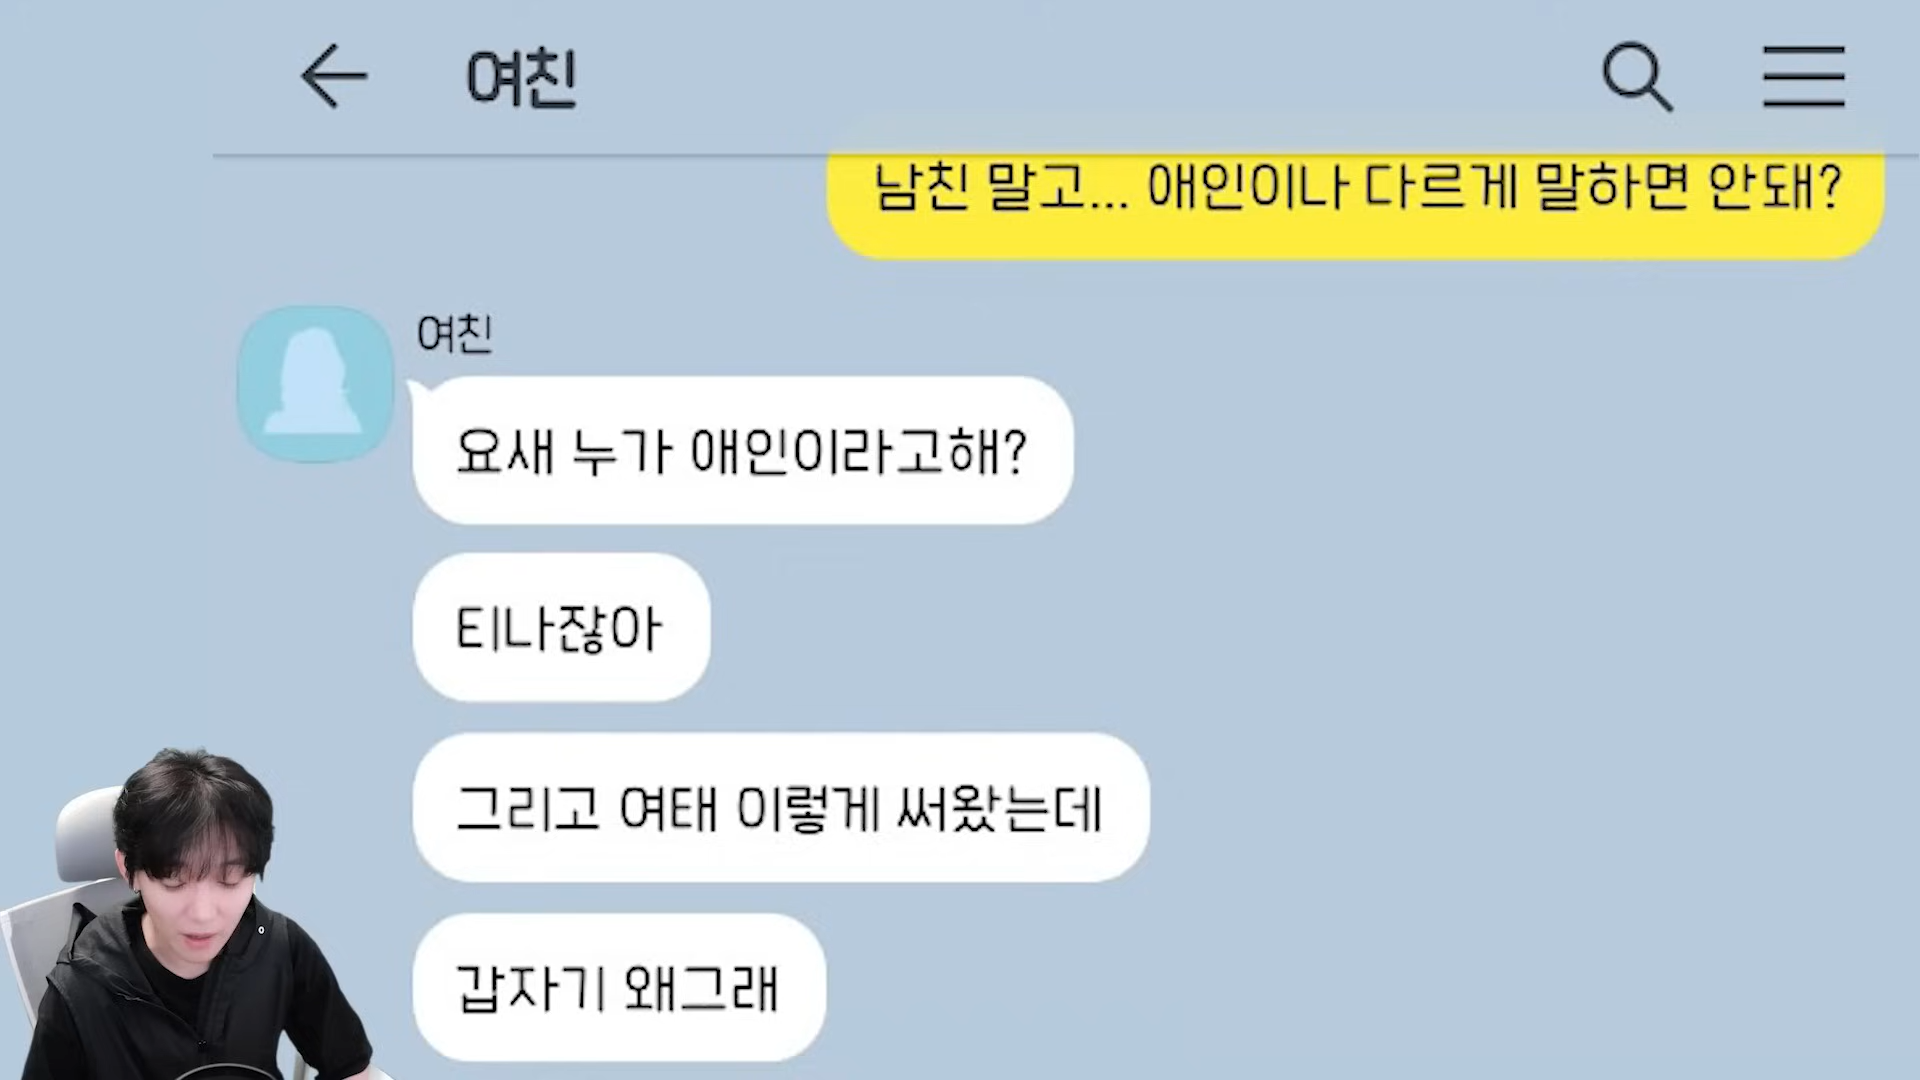 여친
남친 말고... 애인이나 다르게 말하면 안돼?
여친
요새 누가 애인이라고해?
티나잖아
그리고 여태 이렇게 써왔는데
갑자기 왜그래